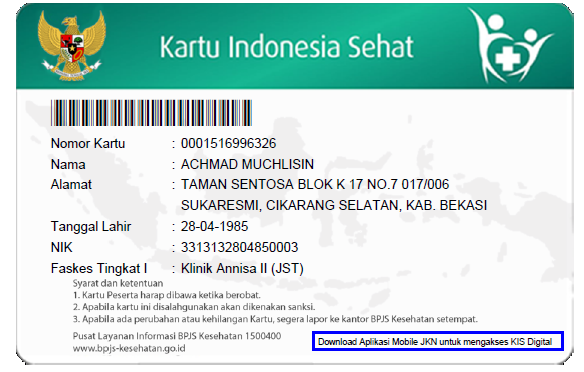 Kartu Indonesia Sehat
Nomor Kartu : 0001516996326
Nama : ACHMAD MUCHLISIN
Alamat : TAMAN SENTOSA BLOK K 17 NO.7 017/006
SUKARESMI, CIKARANG SELATAN, KAB. BEKASI
Tanggal Lahir : 28-04-1985
NIK : 3313132804850003
Faskes Tingkat I : Klinik Annisa II (JST)
Syarat dan ketentuan
1. Kartu Peserta harap dibawa ketika berobat.
2. Apabila kartu ini disalahgunakan akan dikenakan sanksi.
3. Apabila ada perubahan atau kehilangan Kartu, segera lapor ke kantor BPJS Kesehatan setempat.
Pusat Layanan Informasi BPJS Kesehatan 1500400
www.bpjs-kesehatan.go.id
Download Aplikasi Mobile JKN untuk mengakses KIS Digital